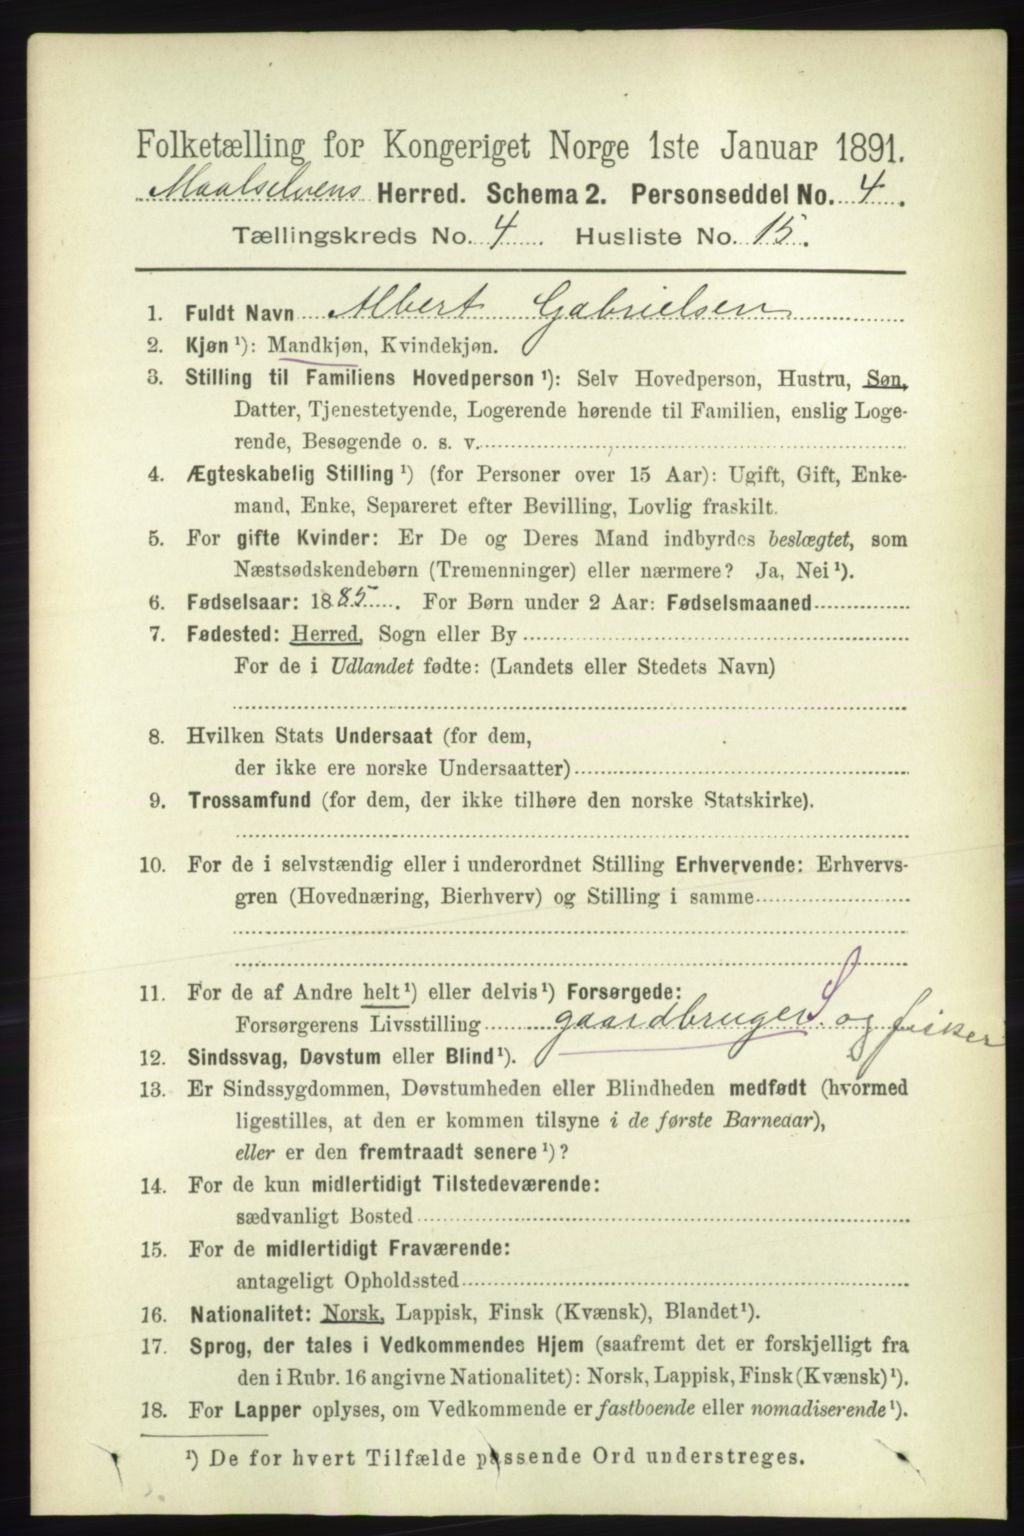 Folketælling for Kongeriget Norge 1ste Januar 1891.
Maalselvens Herred. Schema 2. Personseddel No. 4.
Tællingskreds No. 4. Husliste No. 15.
1. Fuldt Navn Albert Gabrielsen
2. Kjøn ¹): Mandkjøn, Kvindekjøn.
3. Stilling til Familiens Hovedperson ¹): Selv Hovedperson, Hustru, Søn,
Datter, Tjenestetyende, Logerende hørende til Familien, enslig Loge-
rende, Besøgende o. s. v.
4. Ægteskabelig Stilling ¹) (for Personer over 15 Aar): Ugift, Gift, Enke-
mand, Enke, Separeret efter Bevilling, Lovlig fraskilt.
5. For gifte Kvinder: Er De og Deres Mand indbyrdes beslægtet, som
Næstsødskendebørn (Tremenninger) eller nærmere? Ja, Nei ¹).
6. Fødselsaar: 1885. For Børn under 2 Aar: Fødselsmaaned
7. Fødested: Herred, Sogn eller By
For de i Udlandet fødte: (Landets eller Stedets Navn)
8. Hvilken Stats Undersaat (for dem,
der ikke ere norske Undersaatter)
9. Trossamfund (for dem, der ikke tilhøre den norske Statskirke).
10. For de i selvstændig eller i underordnet Stilling Erhvervende: Erhvervs-
gren (Hovednæring, Bierhverv) og Stilling i samme
11. For de af Andre helt ¹) eller delvis ¹) Forsørgede:
Forsørgerens Livsstilling gaardbruger S. og fisker
12. Sindssvag, Døvstum eller Blind ¹).
13. Er Sindssygdommen, Døvstumheden eller Blindheden medfødt (hvormed
ligestilles, at den er kommen tilsyne i de første Barneaar),
eller er den fremtraadt senere ¹)?
14. For de kun midlertidigt Tilstedeværende:
sædvanligt Bosted
15. For de midlertidigt Fraværende:
antageligt Opholdssted
16. Nationalitet: Norsk, Lappisk, Finsk (Kvænsk), Blandet ¹).
17. Sprog, der tales i Vedkommendes Hjem (saafremt det er forskjelligt fra
den i Rubr. 16 angivne Nationalitet): Norsk, Lappisk, Finsk (Kvænsk) ¹).
18. For Lapper oplyses, om Vedkommende er fastboende eller nomadiserende ¹).
¹) De for hvert Tilfælde passende Ord understreges.